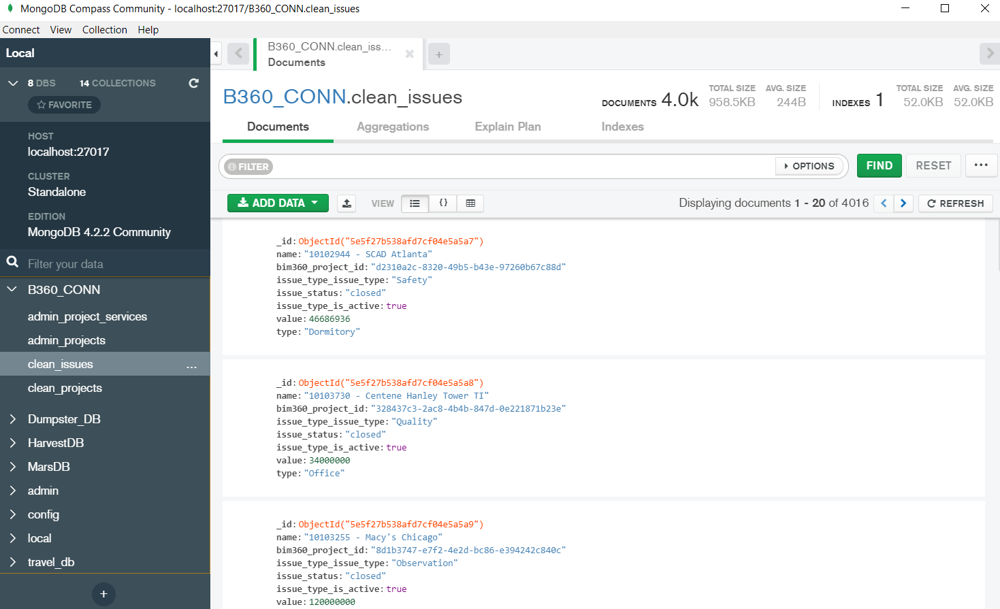 MongoDB Compass Community - localhost:27017/B360_CONN.clean_issues
Connect View Collection Help
Local
8 DBS 14 COLLECTIONS
FAVORITE
HOST
localhost:27017
CLUSTER
Standalone
EDITION
MongoDB 4.2.2 Community
Filter your data
B360_CONN
admin_project_services
admin_projects
clean_issues ...
clean_projects
Dumpster_DB
HarvestDB
MarsDB
admin
config
local
travel_db
+
B360_CONN.clean_iss...
Documents
+
B360_CONN.clean_issues
DOCUMENTS 4.0k TOTAL SIZE 958.5KB AVG. SIZE 244B INDEXES 1 TOTAL SIZE 52.0KB AVG. SIZE 52.0KB
Documents Aggregations Explain Plan Indexes
FILTER OPTIONS FIND RESET ...
ADD DATA VIEW {} Displaying documents 1 - 20 of 4016 REFRESH
_id: ObjectId("5e5f27b538afd7cf04e5a5a7")
name: "10102944 - SCAD Atlanta"
bim360_project_id: "d2310a2c-8320-49b5-b43e-97260b67c88d"
issue_type_issue_type: "Safety"
issue_status: "closed"
issue_type_is_active: true
value: 46686936
type: "Dormitory"
_id: ObjectId("5e5f27b538afd7cf04e5a5a8")
name: "10103730 - Centene Hanley Tower TI"
bim360_project_id: "328437c3-2ac8-4b4b-847d-0e221871b23e"
issue_type_issue_type: "Quality"
issue_status: "closed"
issue_type_is_active: true
value: 34000000
type: "Office"
_id: ObjectId("5e5f27b538afd7cf04e5a5a9")
name: "10103255 - Macy's Chicago"
bim360_project_id: "8d1b3747-e7f2-4e2d-bc86-e394242c840c"
issue_type_issue_type: "Observation"
issue_status: "closed"
issue_type_is_active: true
value: 120000000